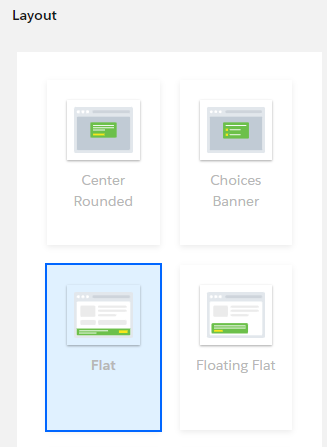 Layout
Center
Rounded
Choices
Banner
Flat
Floating Flat